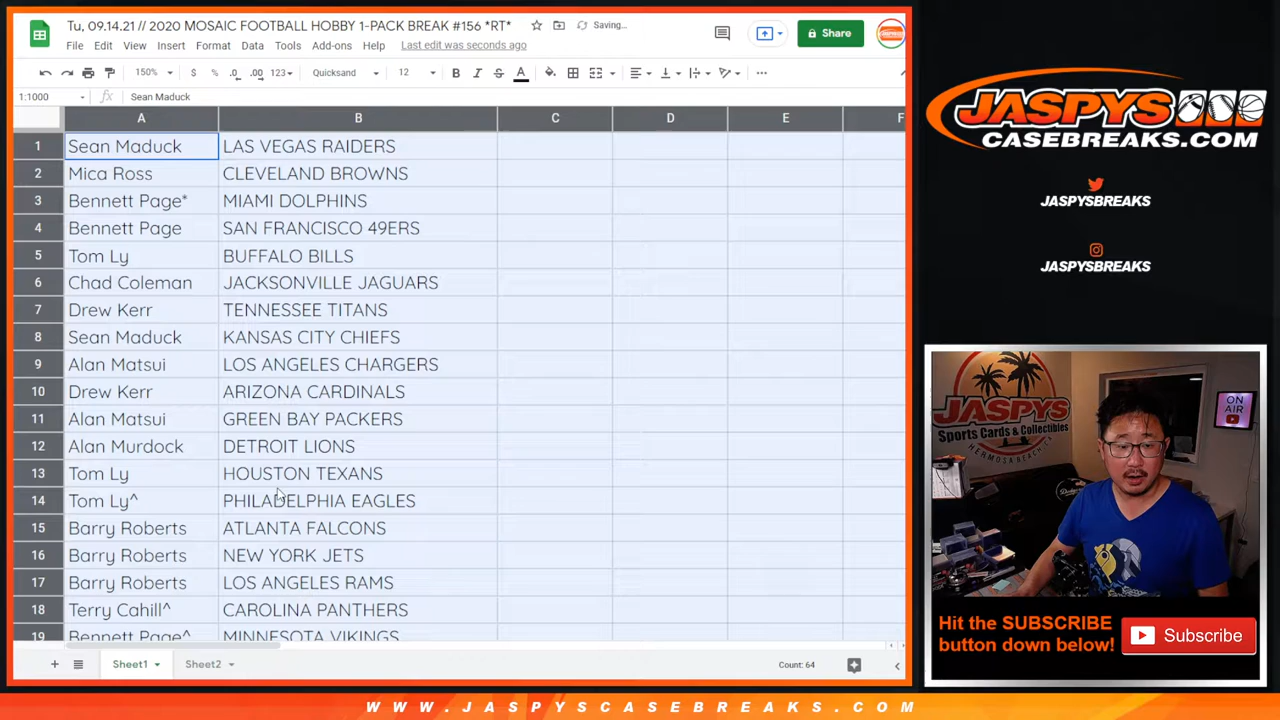 Tu, 09.14.21 // 2020 MOSAIC FOOTBALL HOBBY 1-PACK BREAK #156 *RT*
Saving...
File Edit View Insert Format Data Tools Add-ons Help Last edit was seconds ago
Share
150% $ % .0 .00 123 Quicksand 12 B I S A
1:1000 fx Sean Maduck
A B C D E F
1 Sean Maduck LAS VEGAS RAIDERS
2 Mica Ross CLEVELAND BROWNS
3 Bennett Page* MIAMI DOLPHINS
4 Bennett Page SAN FRANCISCO 49ERS
5 Tom Ly BUFFALO BILLS
6 Chad Coleman JACKSONVILLE JAGUARS
7 Drew Kerr TENNESSEE TITANS
8 Sean Maduck KANSAS CITY CHIEFS
9 Alan Matsui LOS ANGELES CHARGERS
10 Drew Kerr ARIZONA CARDINALS
11 Alan Matsui GREEN BAY PACKERS
12 Alan Murdock DETROIT LIONS
13 Tom Ly HOUSTON TEXANS
14 Tom Ly^ PHILADELPHIA EAGLES
15 Barry Roberts ATLANTA FALCONS
16 Barry Roberts NEW YORK JETS
17 Barry Roberts LOS ANGELES RAMS
18 Terry Cahill^ CAROLINA PANTHERS
19 Bennett Page^ MINNESOTA VIKINGS
Sheet1 Sheet2 Count: 64
JASPYS
CASEBREAKS.COM
JASPYSBREAKS
JASPYSBREAKS
JASPYS
Sports Cards & Collectibles
HERMOSA BEACH
ON AIR
Hit the SUBSCRIBE
button down below!
Subscribe
WWW.JASPYSCASEBREAKS.COM